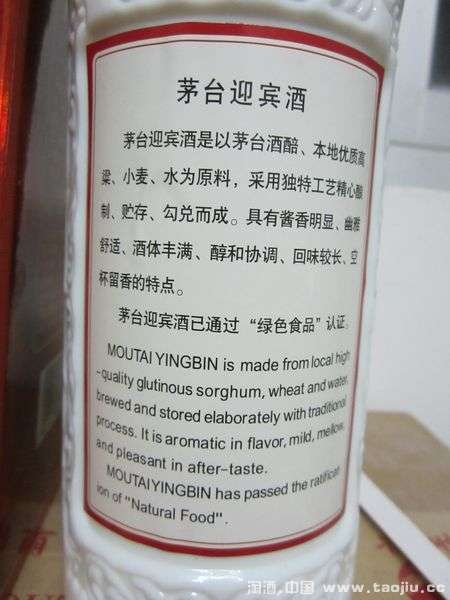 茅台迎宾酒
茅台迎宾酒是以茅台酒醅、本地优质高
粱、小麦、水为原料，采用独特工艺精心酿
制、贮存、勾兑而成。具有酱香明显、幽雅
舒适、酒体丰满、醇和协调、回味较长、空
杯留香的特点。
茅台迎宾酒已通过“绿色食品”认证。
MOUTAI YINGBIN is made from local high
-quality glutinous sorghum, wheat and water,
brewed and stored elaborately with traditional
process. It is aromatic in flavor, mild, mellow,
and pleasant in after-taste.
MOUTAI YINGBIN has passed the ratificat
ion of "Natural Food".
淘酒.中国 www.taojiu.cc